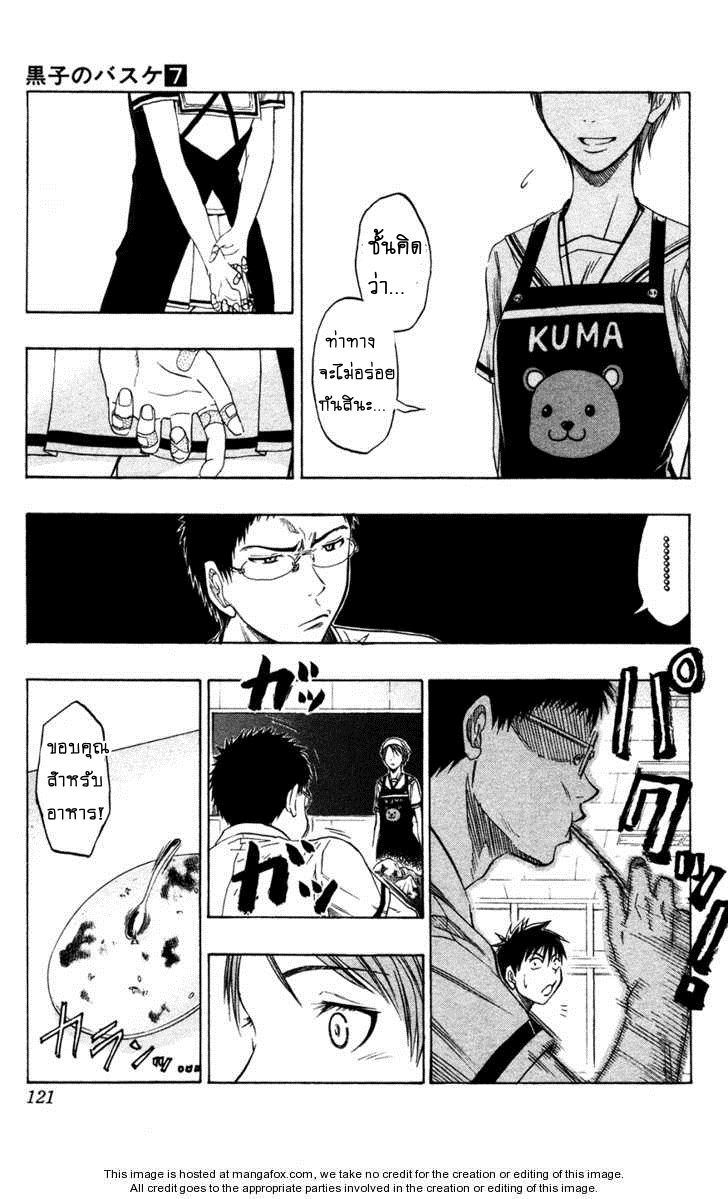 黒子のバスケ 7
ชั้นคิด
ว่า...
ท่าทาง
จะไม่อร่อย
กันสินะ...
KUMA
............
パクッ!!
ガッ
ガッ
KUMA
ขอบคุณ
สำหรับ
อาหาร!
カラン...
121
This image is hosted at mangafox.com, we take no credit for the creation or editing of this image.
All credit goes to the appropriate parties involved in the creation or editing of this image.